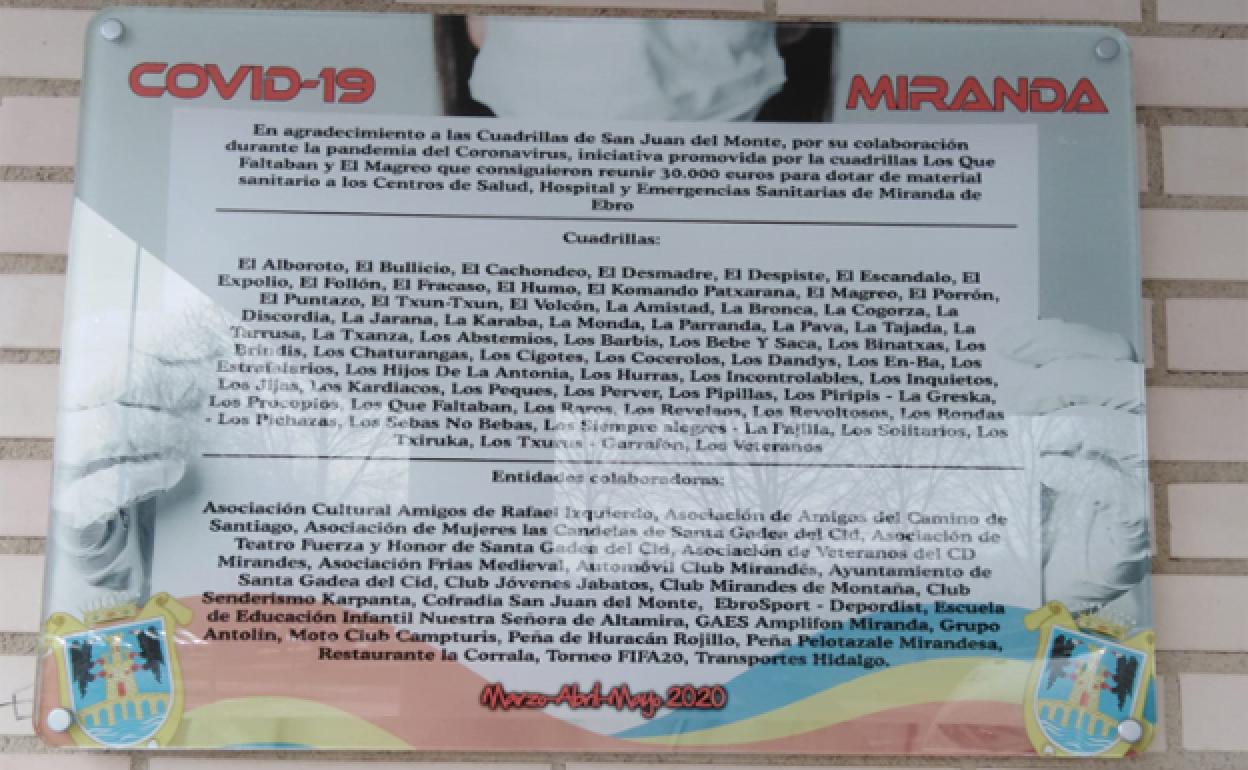 COVID-19
MIRANDA
En agradecimiento a las Cuadrillas de San Juan del Monte, por su colaboración
durante la pandemia del Coronavirus, iniciativa promovida por la cuadrillas Los Que
Faltaban y El Magreo que consiguieron reunir 30.000 euros para dotar de material
sanitario a los Centros de Salud, Hospital y Emergencias Sanitarias de Miranda de
Ebro
Cuadrillas:
El Alboroto, El Bullicio, El Cachondeo, El Desmadre, El Despiste, El Escandalo, El
Expolio, El Follón, El Fracaso, El Humo, El Komando Patxarana, El Magreo, El Porrón,
El Puntazo, El Txun-Txun, El Volcón, La Amistad, La Bronca, La Cogorza, La
Discordia, La Jarana, La Karaba, La Monda, La Parranda, La Pava, La Tajada, La
Tarrusa, La Txanza, Los Abstemios, Los Barbis, Los Bebe Y Saca, Los Binatxas, Los
Brindis, Los Chaturangas, Los Cigotes, Los Cocerolos, Los Dandys, Los En-Ba, Los
Estrafalarios, Los Hijos De La Antonia, Los Hurras, Los Incontrolables, Los Inquietos,
Los Jijas, Los Kardiacos, Los Peques, Los Perver, Los Pipillas, Los Piripis - La Greska,
Los Procopios, Los Que Faltaban, Los Raros, Los Revelaos, Los Revoltosos, Los Rondas
- Los Pichazas, Los Sebas No Bebas, Los Siempre alegres - La Pajilla, Los Solitarios, Los
Txiruka, Los Txurus - Garrafón, Los Veteranos
Entidades colaboradoras:
Asociación Cultural Amigos de Rafael Izquierdo, Asociación de Amigos del Camino de
Santiago, Asociación de Mujeres las Candelas de Santa Gadea del Cid, Asociación de
Teatro Fuerza y Honor de Santa Gadea del Cid, Asociación de Veteranos del CD
Mirandes, Asociación Frias Medieval, Automóvil Club Mirandés, Ayuntamiento de
Santa Gadea del Cid, Club Jóvenes Jabatos, Club Mirandes de Montaña, Club
Senderismo Karpanta, Cofradia San Juan del Monte, EbroSport - Depordist, Escuela
de Educación Infantil Nuestra Señora de Altamira, GAES Amplifon Miranda, Grupo
Antolin, Moto Club Campturis, Peña de Huracán Rojillo, Peña Pelotazale Mirandesa,
Restaurante la Corrala, Torneo FIFA20, Transportes Hidalgo.
Marzo-Abril-Mayo 2020